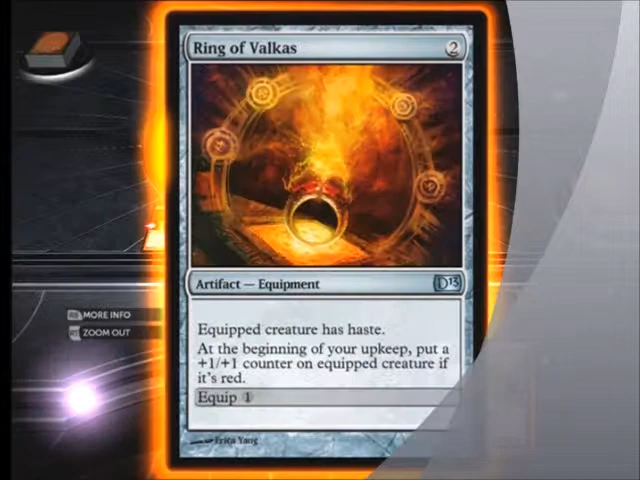 Ring of Valkas 2
Artifact — Equipment D13
MORE INFO
ZOOM OUT
Equipped creature has haste.
At the beginning of your upkeep, put a
+1/+1 counter on equipped creature if
it's red.
Equip 1
Erica Yang